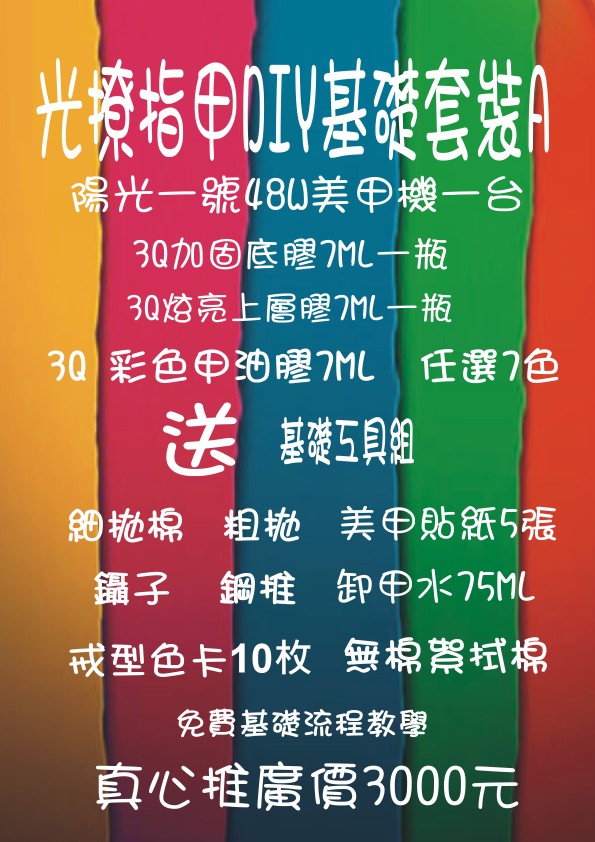 光撩指甲DIY基礎套裝A
陽光一號48W美甲機一台
3Q加固底膠7ML一瓶
3Q炫亮上層膠7ML一瓶
3Q 彩色甲油膠7ML 任選7色
送 基礎工具組
細拋棉 粗拋 美甲貼紙5張
鑷子 鋼推 卸甲水75ML
戒型色卡10枚 無棉絮拭棉
免費基礎流程教學
真心推廣價3000元